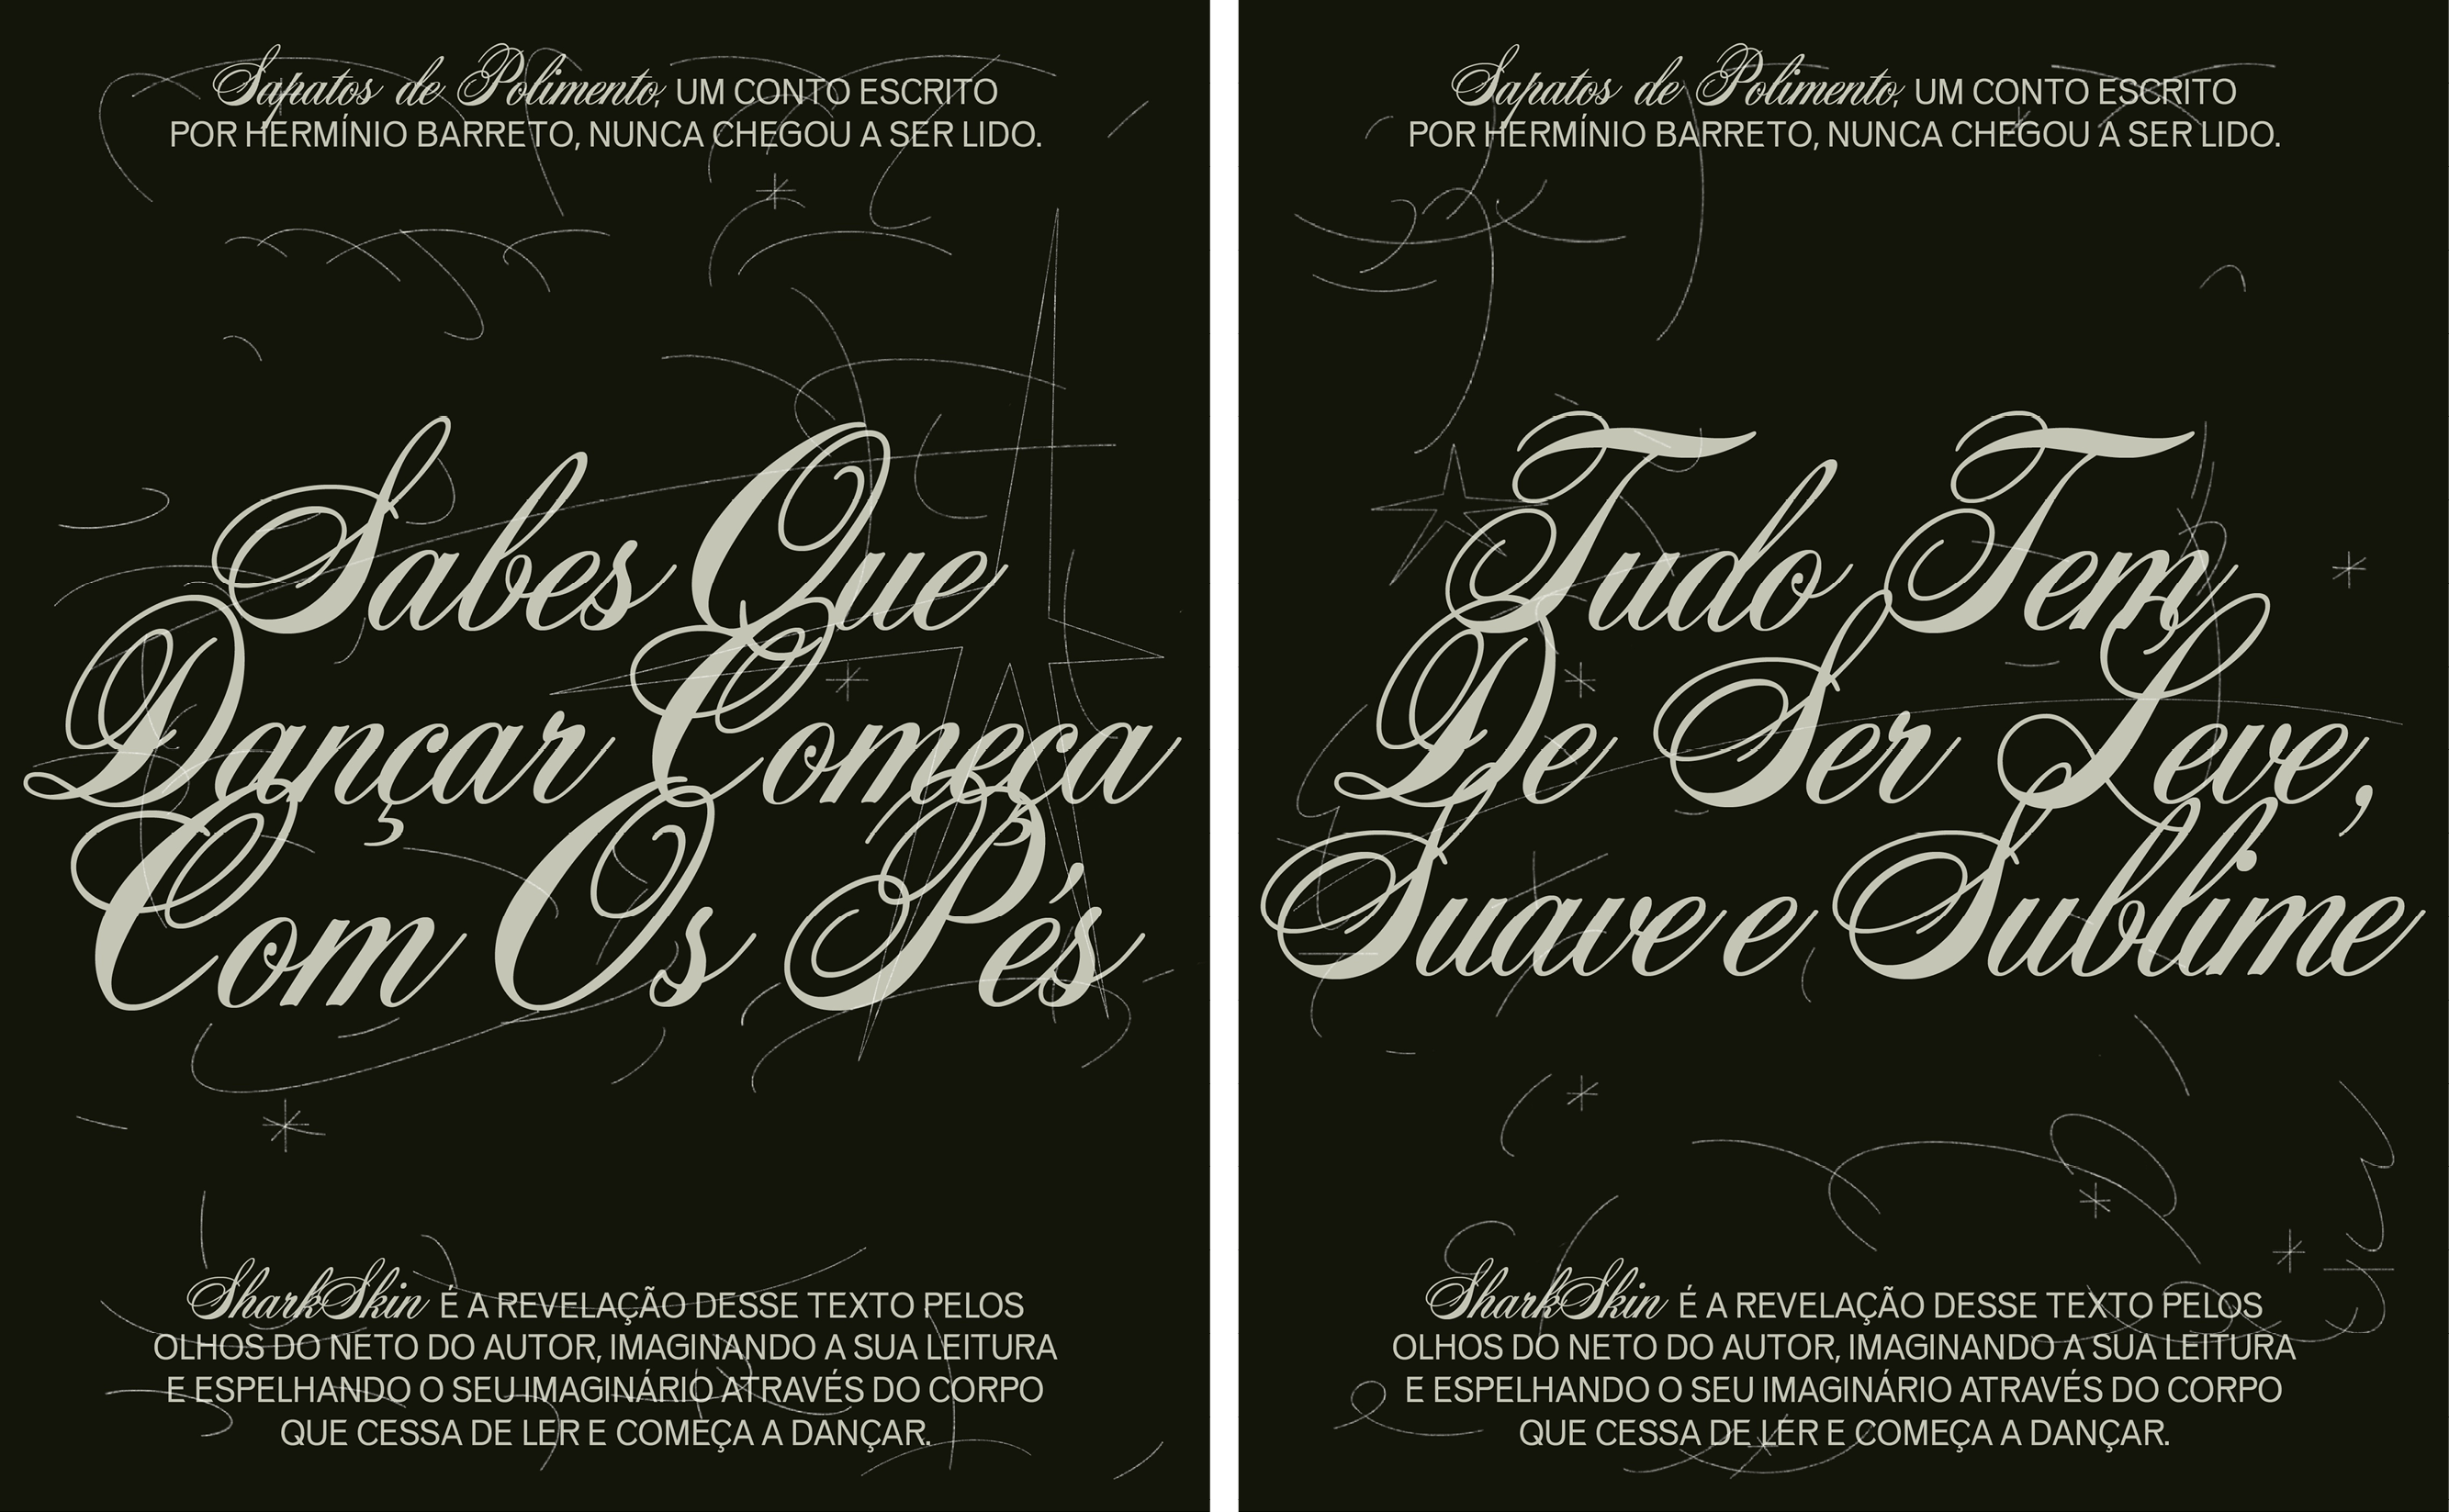 Sapatos de Polimento, UM CONTO ESCRITO
POR HERMÍNIO BARRETO, NUNCA CHEGOU A SER LIDO.
Sabes Que
Dançar Começa
Com Os Pés
SharkSkin É A REVELAÇÃO DESSE TEXTO PELOS
OLHOS DO NETO DO AUTOR, IMAGINANDO A SUA LEITURA
E ESPELHANDO O SEU IMAGINÁRIO ATRAVÉS DO CORPO
QUE CESSA DE LER E COMEÇA A DANÇAR.
Sapatos de Polimento, UM CONTO ESCRITO
POR HERMÍNIO BARRETO, NUNCA CHEGOU A SER LIDO.
Tudo Tem
De Ser Leve,
Suave e Sublime
SharkSkin É A REVELAÇÃO DESSE TEXTO PELOS
OLHOS DO NETO DO AUTOR, IMAGINANDO A SUA LEITURA
E ESPELHANDO O SEU IMAGINÁRIO ATRAVÉS DO CORPO
QUE CESSA DE LER E COMEÇA A DANÇAR.